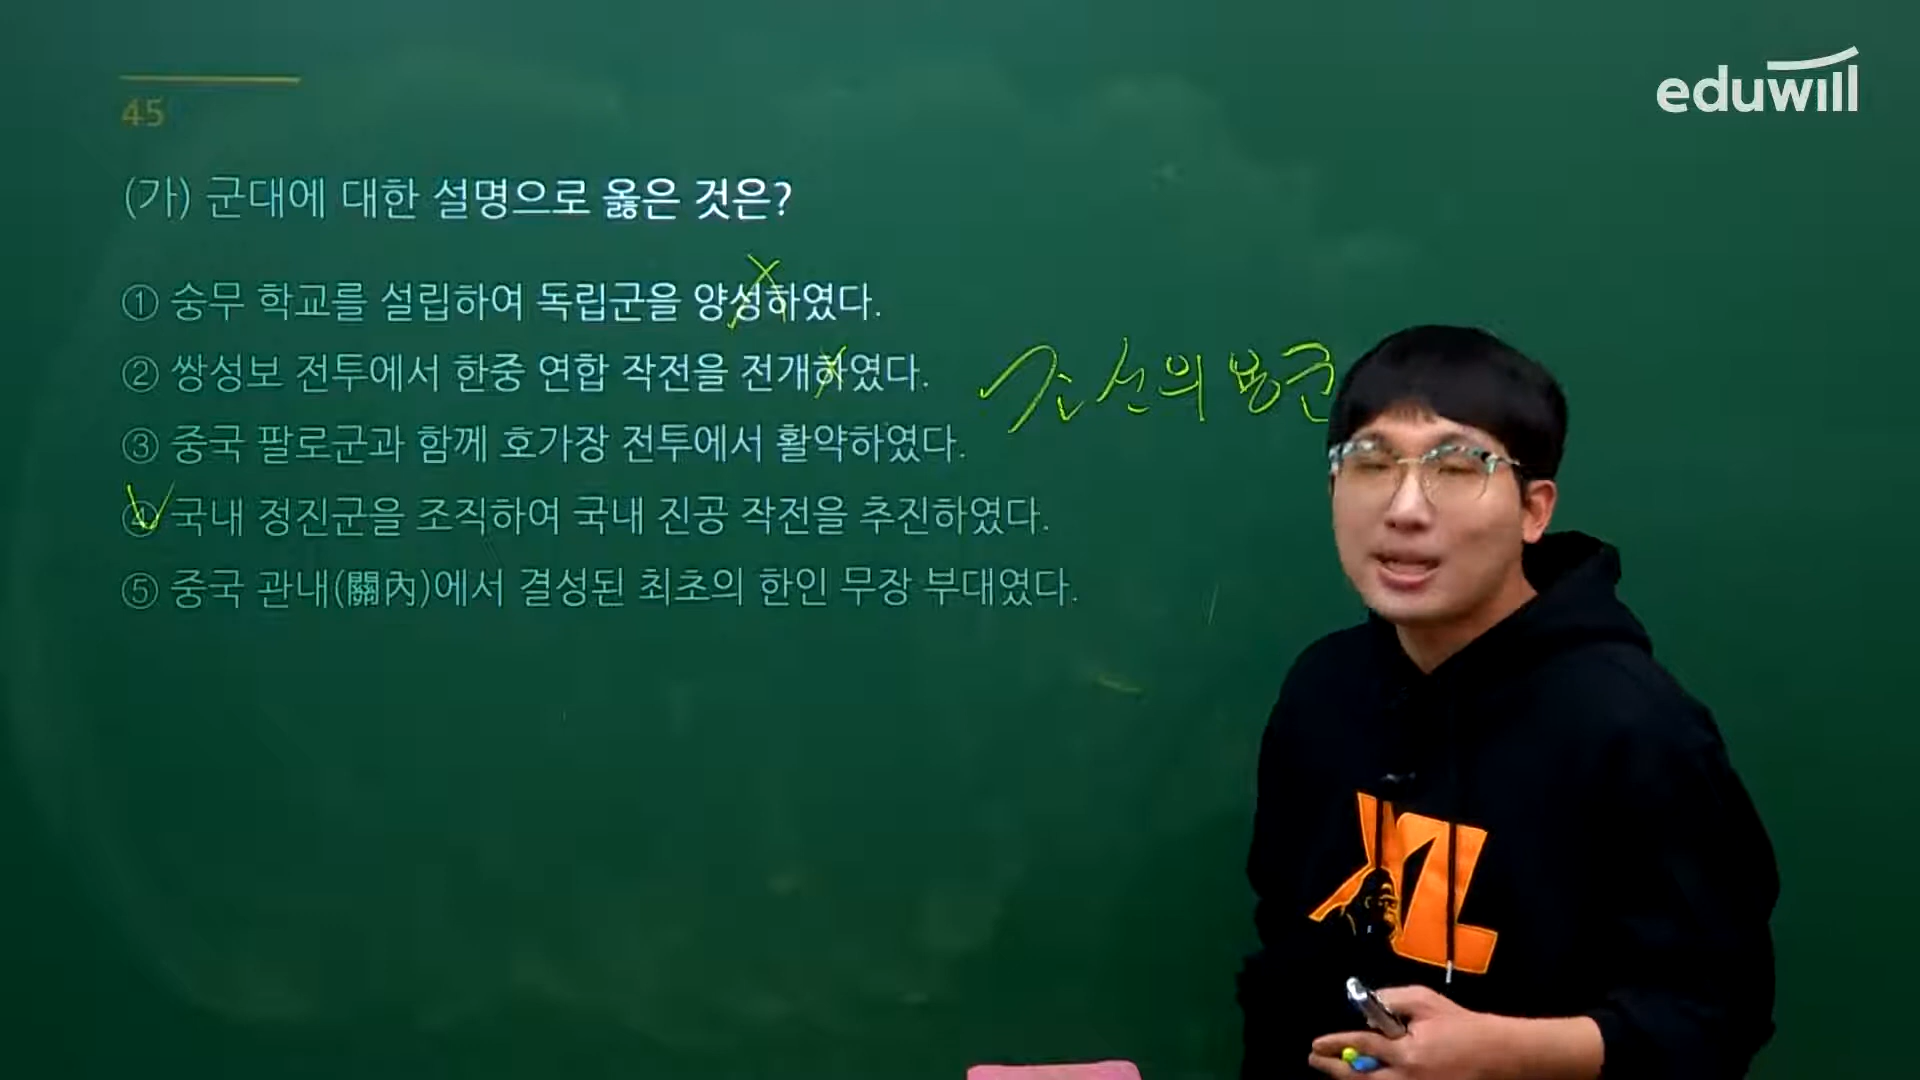 eduwill
45
(가) 군대에 대한 설명으로 옳은 것은?
① 숭무 학교를 설립하여 독립군을 양성하였다.
② 쌍성보 전투에서 한중 연합 작전을 전개하였다.
조선의용군
③ 중국 팔로군과 함께 호가장 전투에서 활약하였다.
④ 국내 정진군을 조직하여 국내 진공 작전을 추진하였다.
⑤ 중국 관내(關內)에서 결성된 최초의 한인 무장 부대였다.
XL